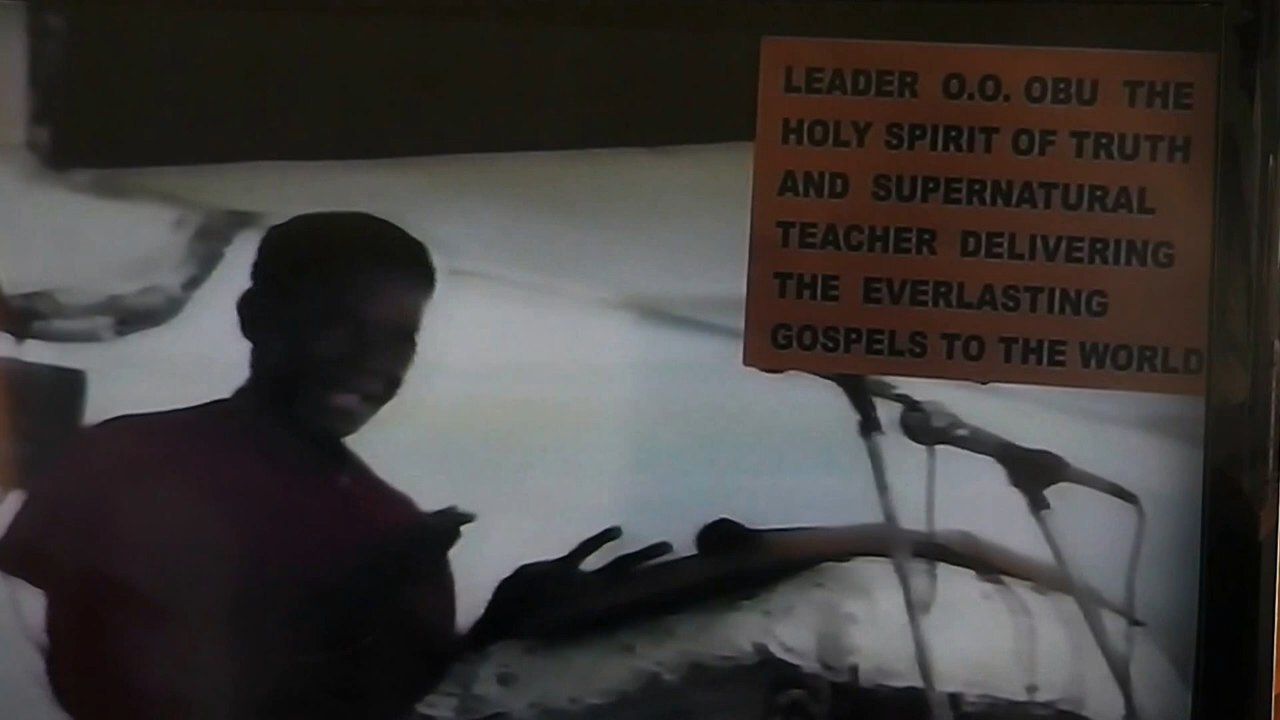 LEADER O.O. OBU THE
HOLY SPIRIT OF TRUTH
AND SUPERNATURAL
TEACHER DELIVERING
THE EVERLASTING
GOSPELS TO THE WORLD